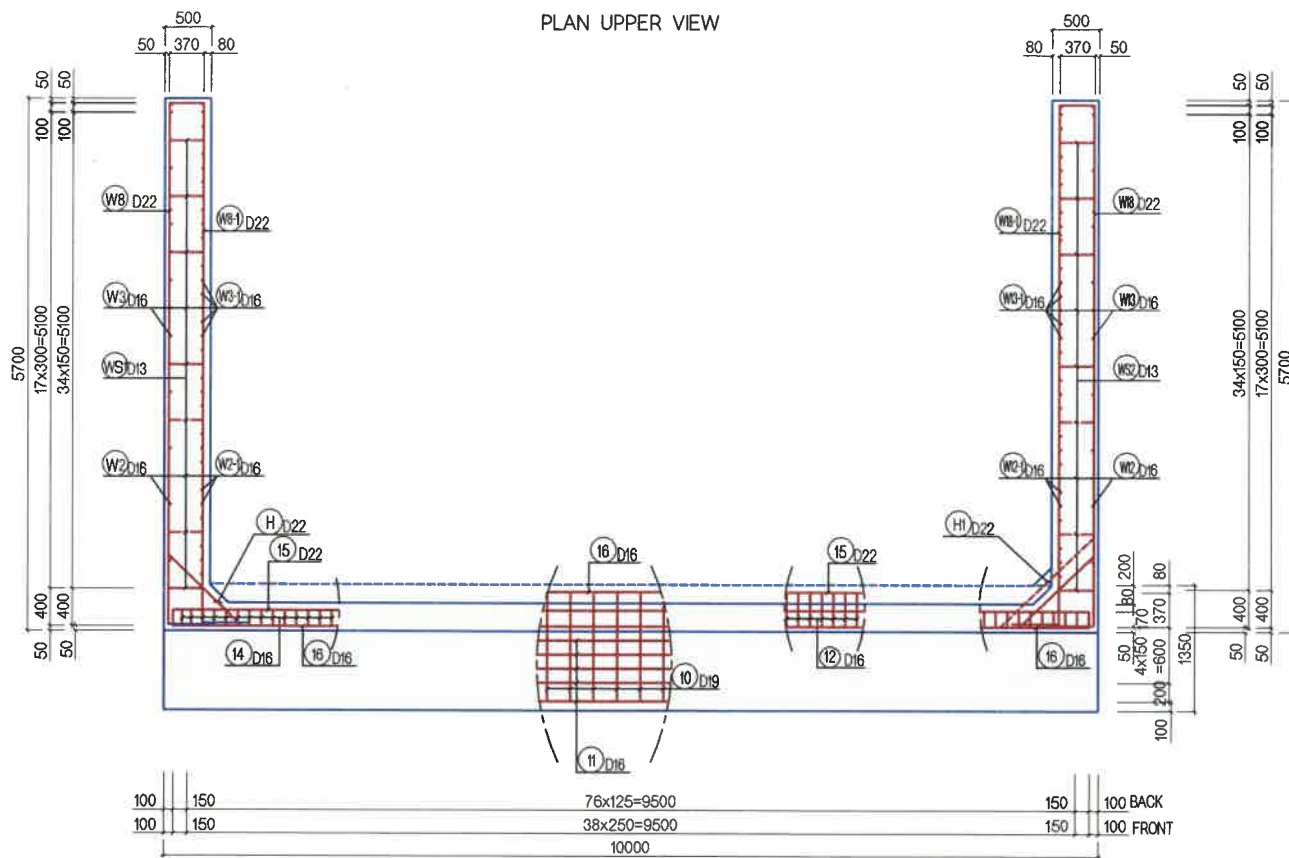 PLAN UPPER VIEW
500
50 370 80
500
80 370 50
50 50
100 100
50 50
100 100
W8 D22
W8-1 D22
W18-1 D22
W18 D22
W3 D16
W3-1 D16
W13-1 D16
W13 D16
5700
17x300=5100
34x150=5100
34x150=5100
17x300=5100
5700
WS1 D13
WS2 D13
W2 D16
W2-1 D16
W12-1 D16
W12 D16
H D22
H1 D22
15 D22
16 D16
15 D22
400 400
50 50
200 80
80 370
170
400 400
50 50
50
4x150
=600
1350
200
100
14 D16
16 D16
12 D16
16 D16
10 D19
11 D16
100 150 76x125=9500 150 100 BACK
100 150 38x250=9500 150 100 FRONT
10000